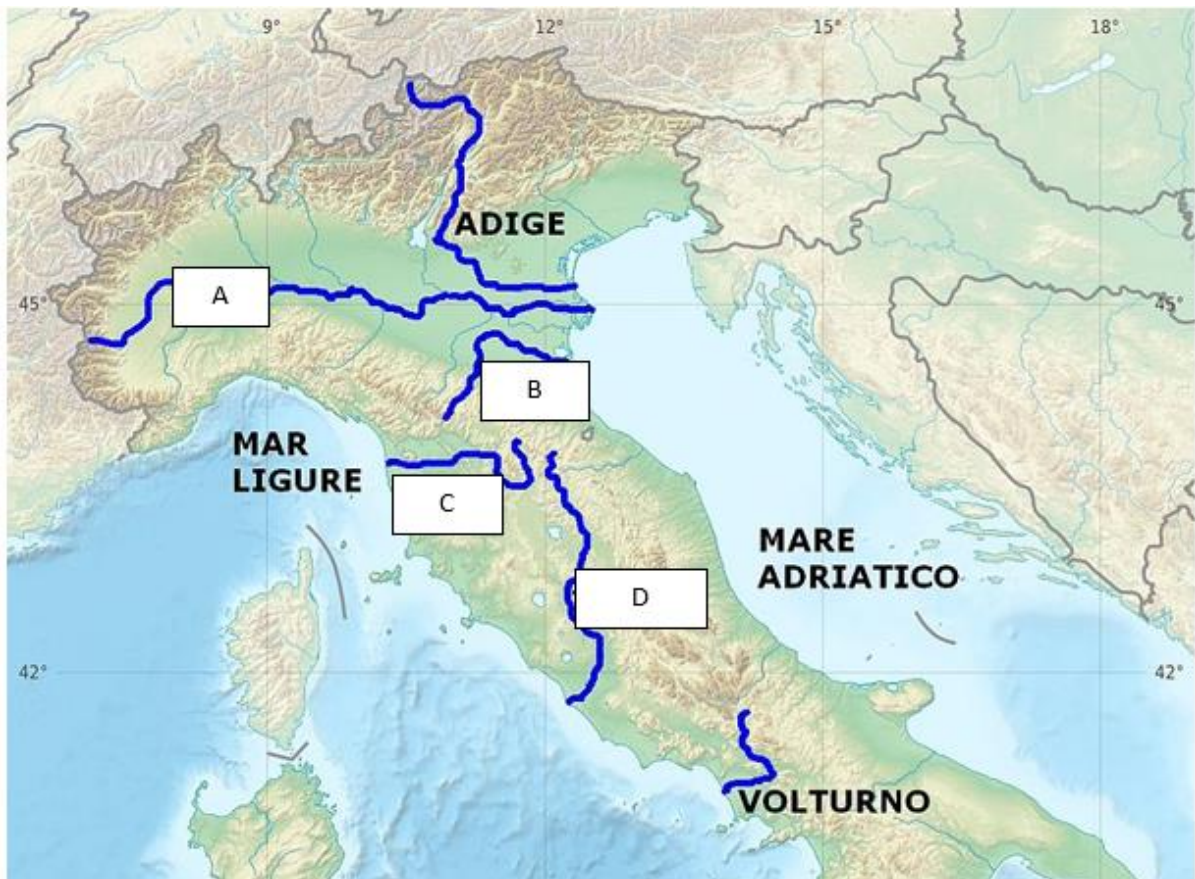 9° 12° 15° 18°
ADIGE
A
45° 45°
B
MAR
LIGURE
C
MARE
ADRIATICO
D
42° 42°
VOLTURNO